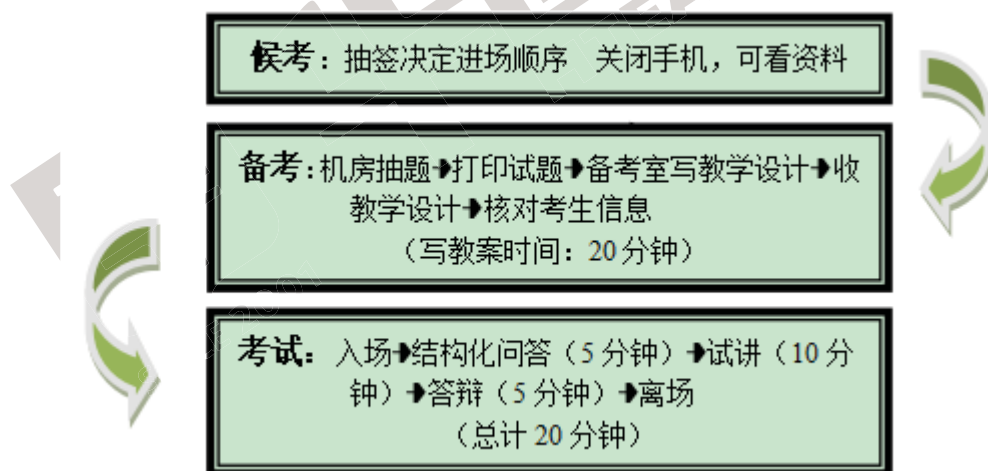 候考：抽签决定进场顺序 关闭手机，可看资料
备考:机房抽题➧打印试题➧备考室写教学设计➧收
教学设计➧核对考生信息
（写教案时间：20分钟）
考试：入场➧结构化问答（5分钟）➧试讲（10分
钟）➧答辩（5分钟）➧离场
（总计20分钟）